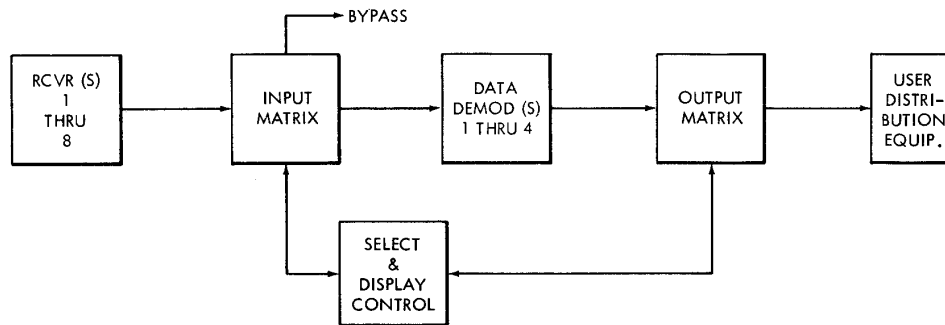 BYPASS
RCVR (S)
1
THRU
8
INPUT
MATRIX
DATA
DEMOD (S)
1 THRU 4
OUTPUT
MATRIX
USER
DISTRI-
BUTION
EQUIP.
SELECT
&
DISPLAY
CONTROL